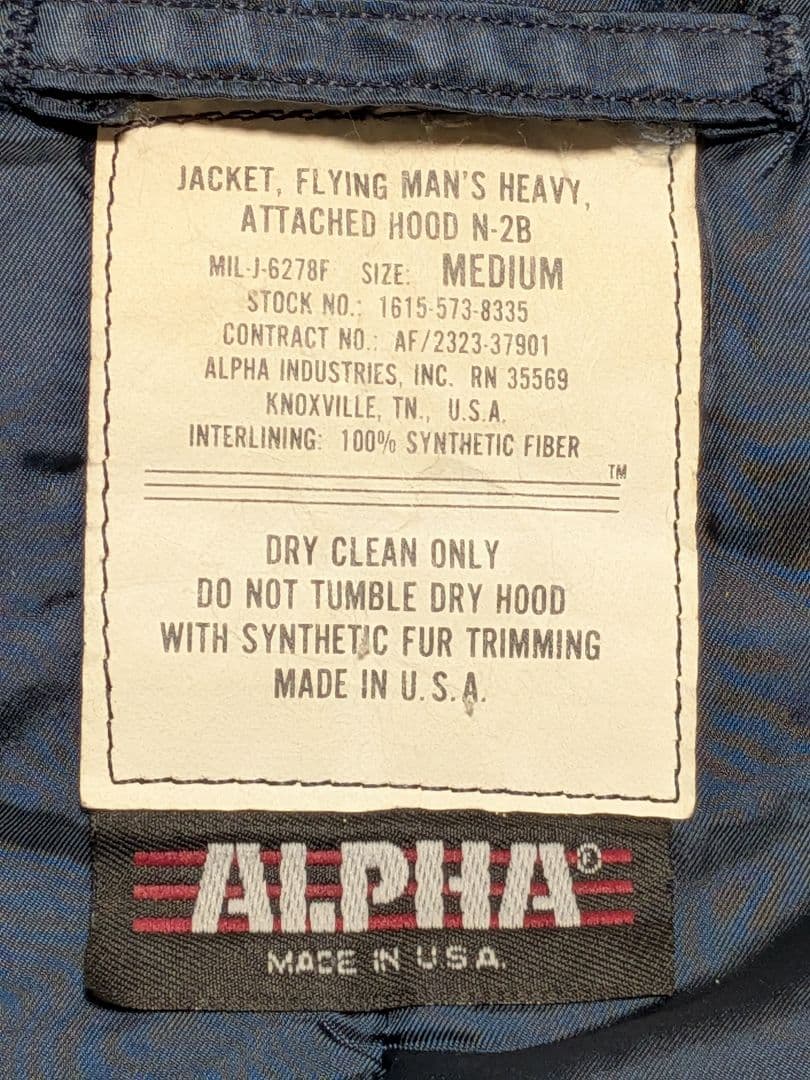 JACKET, FLYING MAN'S HEAVY,
ATTACHED HOOD N-2B
MIL-J-6278F SIZE: MEDIUM
STOCK NO.: 1615-573-8335
CONTRACT NO.: AF/2323-37901
ALPHA INDUSTRIES, INC. RN 35569
KNOXVILLE, TN., U.S.A.
INTERLINING: 100% SYNTHETIC FIBER
TM
DRY CLEAN ONLY
DO NOT TUMBLE DRY HOOD
WITH SYNTHETIC FUR TRIMMING
MADE IN U.S.A.
ALPHA®
MADE IN U.S.A.